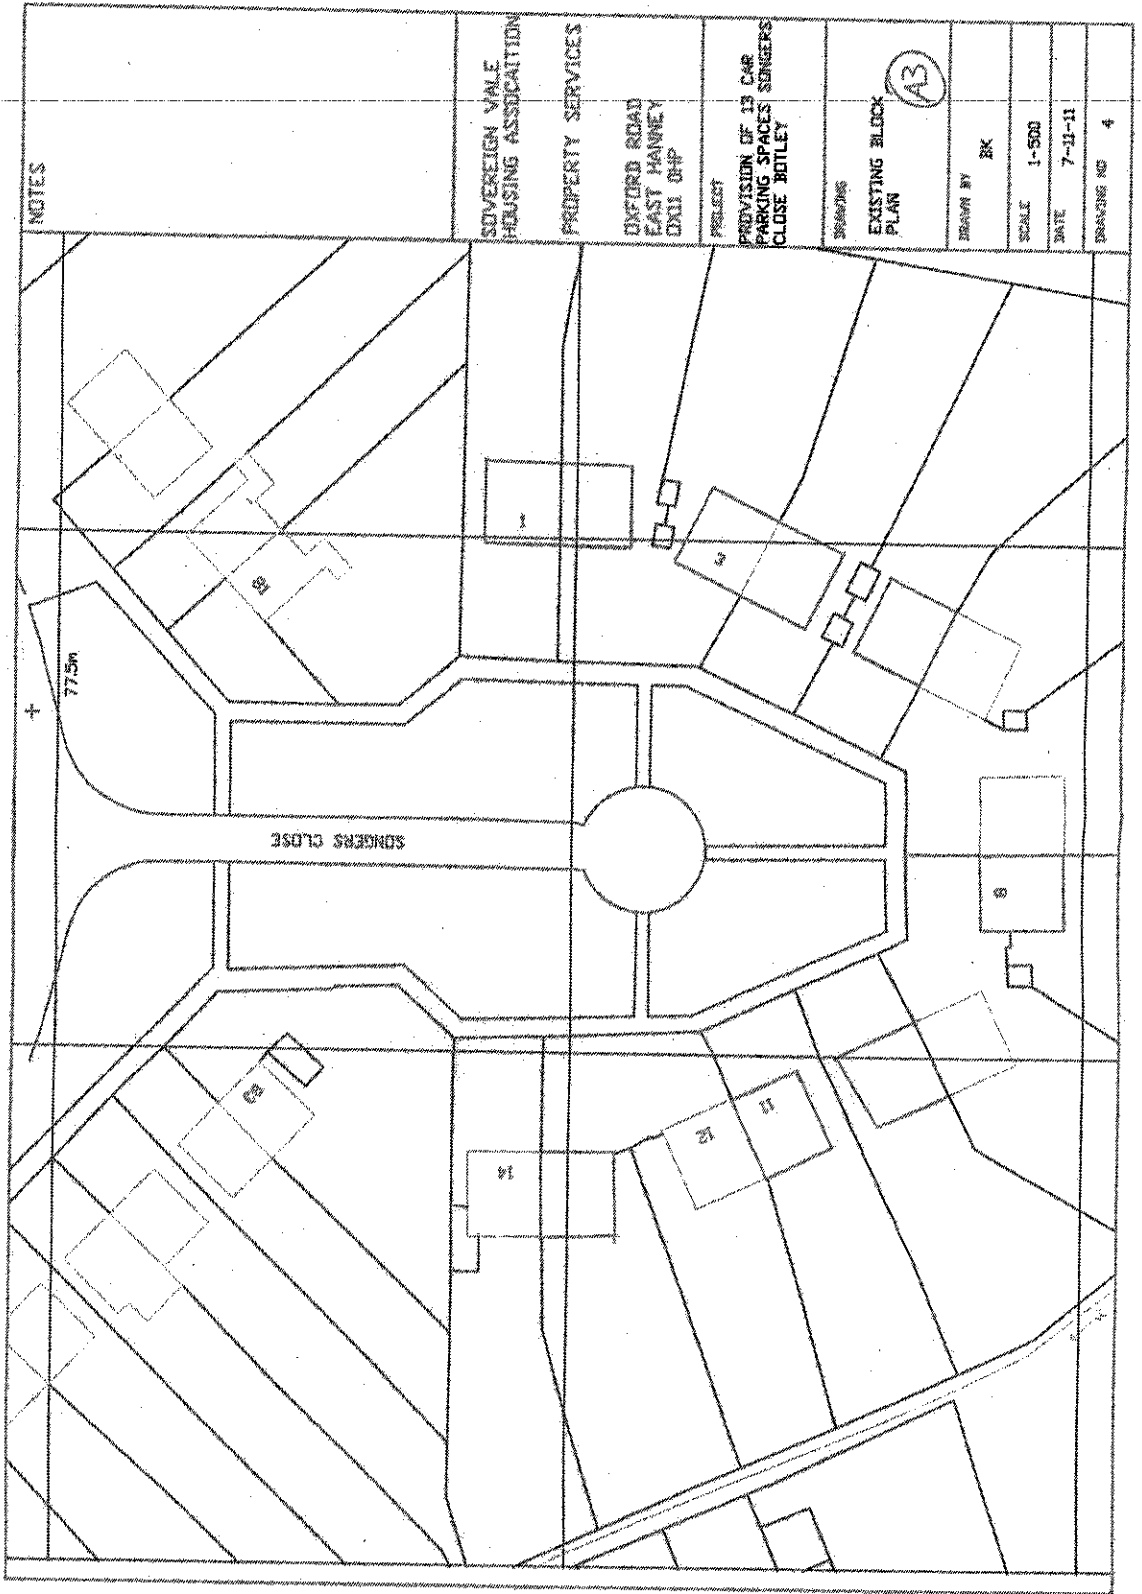 NOTES
SOVEREIGN VALE
HOUSING ASSOCAITION
PROPERTY SERVICES
OXFORD ROAD
EAST HANNEY
OX11 0HP
PROJECT
PROVISION OF 13 CAR
PARKING SPACES SONGERS
CLOSE BOTLEY
DRAWING
EXISTING BLOCK
PLAN
A3
DRAWN BY
BK
SCALE
1-500
DATE
7-11-11
DRAWING NO
4
77.5m
SONGERS CLOSE
1
3
8
11
12
14